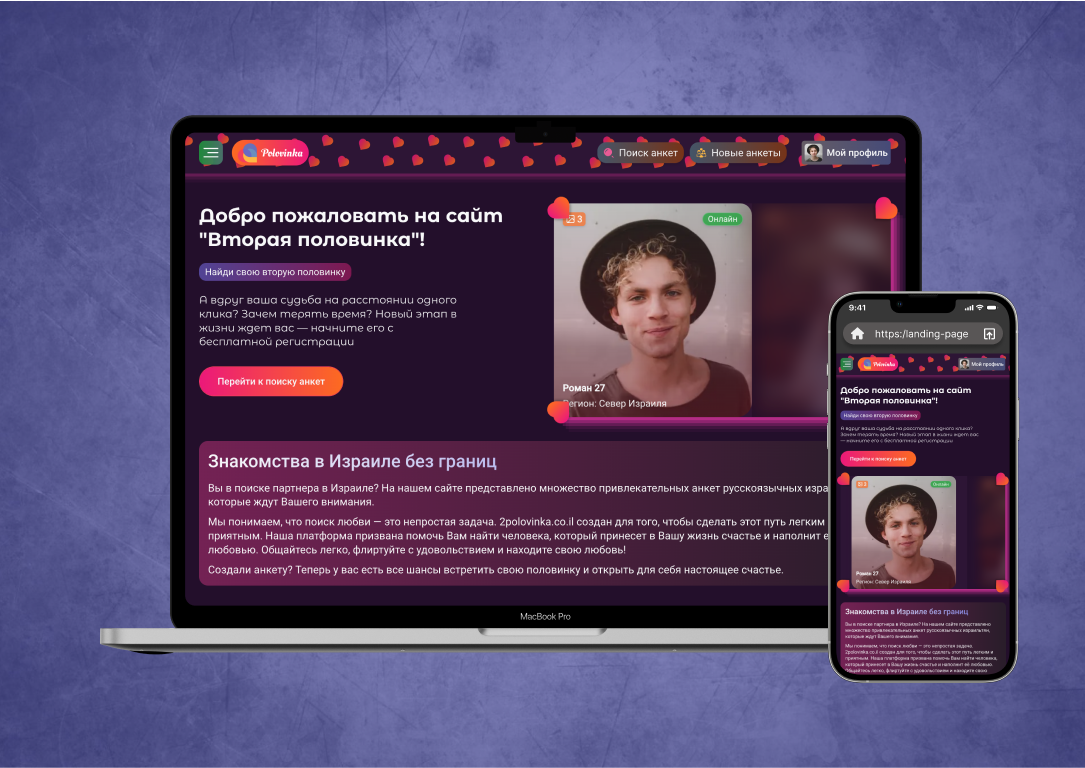 Polovinka
Поиск анкет
Новые анкеты
Мой профиль
Добро пожаловать на сайт
"Вторая половинка"!
Найди свою вторую половинку
А вдруг ваша судьба на расстоянии одного
клика? Зачем терять время? Новый этап в
жизни ждет вас — начните его с
бесплатной регистрации
Перейти к поиску анкет
3
Онлайн
Роман 27
Регион: Север Израиля
Знакомства в Израиле без границ
Вы в поиске партнера в Израиле? На нашем сайте представлено множество привлекательных анкет русскоязычных изра
которые ждут Вашего внимания.
Мы понимаем, что поиск любви — это непростая задача. 2polovinka.co.il создан для того, чтобы сделать этот путь легким
приятным. Наша платформа призвана помочь Вам найти человека, который принесет в Вашу жизнь счастье и наполнит е
любовью. Общайтесь легко, флиртуйте с удовольствием и находите свою любовь!
Создали анкету? Теперь у вас есть все шансы встретить свою половинку и открыть для себя настоящее счастье.
MacBook Pro
9:41
https:/landing-page
Polovinka
Мой профиль
Добро пожаловать на сайт
"Вторая половинка"!
Найди свою вторую половинку
А вдруг ваша судьба на расстоянии одного клика?
Зачем терять время? Новый этап в жизни ждет вас
— начните его с бесплатной регистрации
Перейти к поиску анкет
3
Онлайн
Роман 27
Регион: Север Израиля
Знакомства в Израиле без границ
Вы в поиске партнера в Израиле? На нашем сайте представлено
множество привлекательных анкет русскоязычных израильтян,
которые ждут Вашего внимания.
Мы понимаем, что поиск любви — это непростая задача.
2polovinka.co.il создан для того, чтобы сделать этот путь легким и
приятным. Наша платформа призвана помочь Вам найти человека,
который принесет в Вашу жизнь счастье и наполнит её любовью.
Общайтесь легко, флиртуйте с удовольствием и находите свою